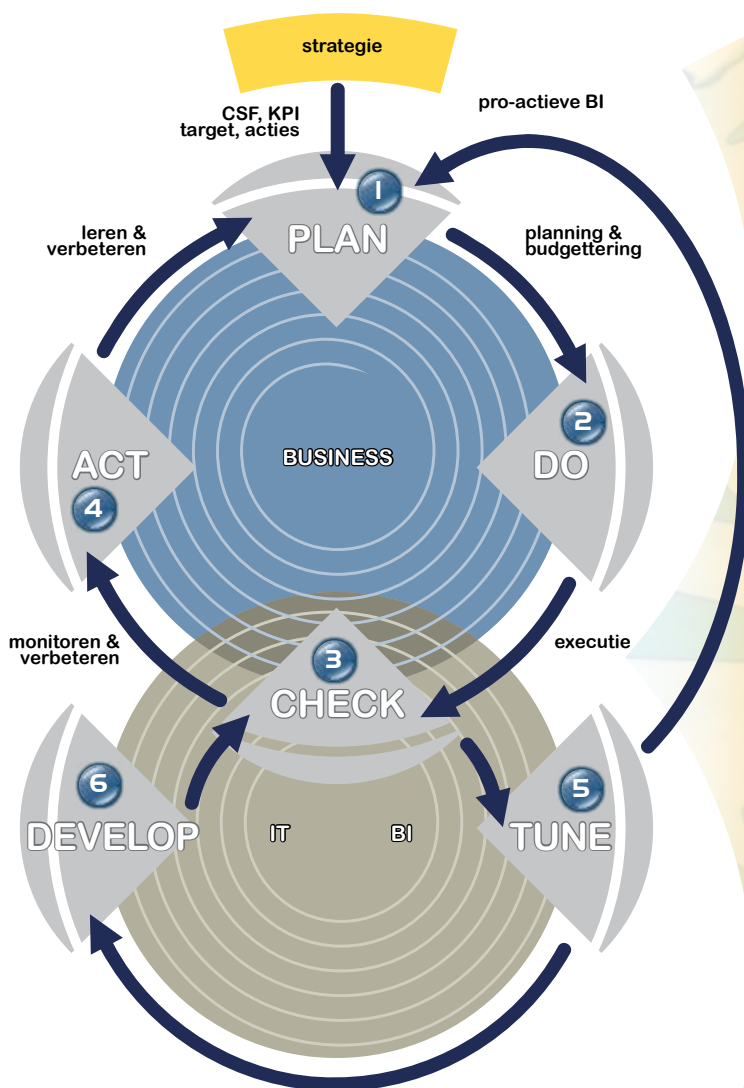 strategie
CSF, KPI
target, acties
pro-actieve BI
1
PLAN
leren &
verbeteren
planning &
budgettering
2
DO
ACT
4
BUSINESS
monitoren &
verbeteren
executie
3
CHECK
6
DEVELOP
IT
BI
5
TUNE